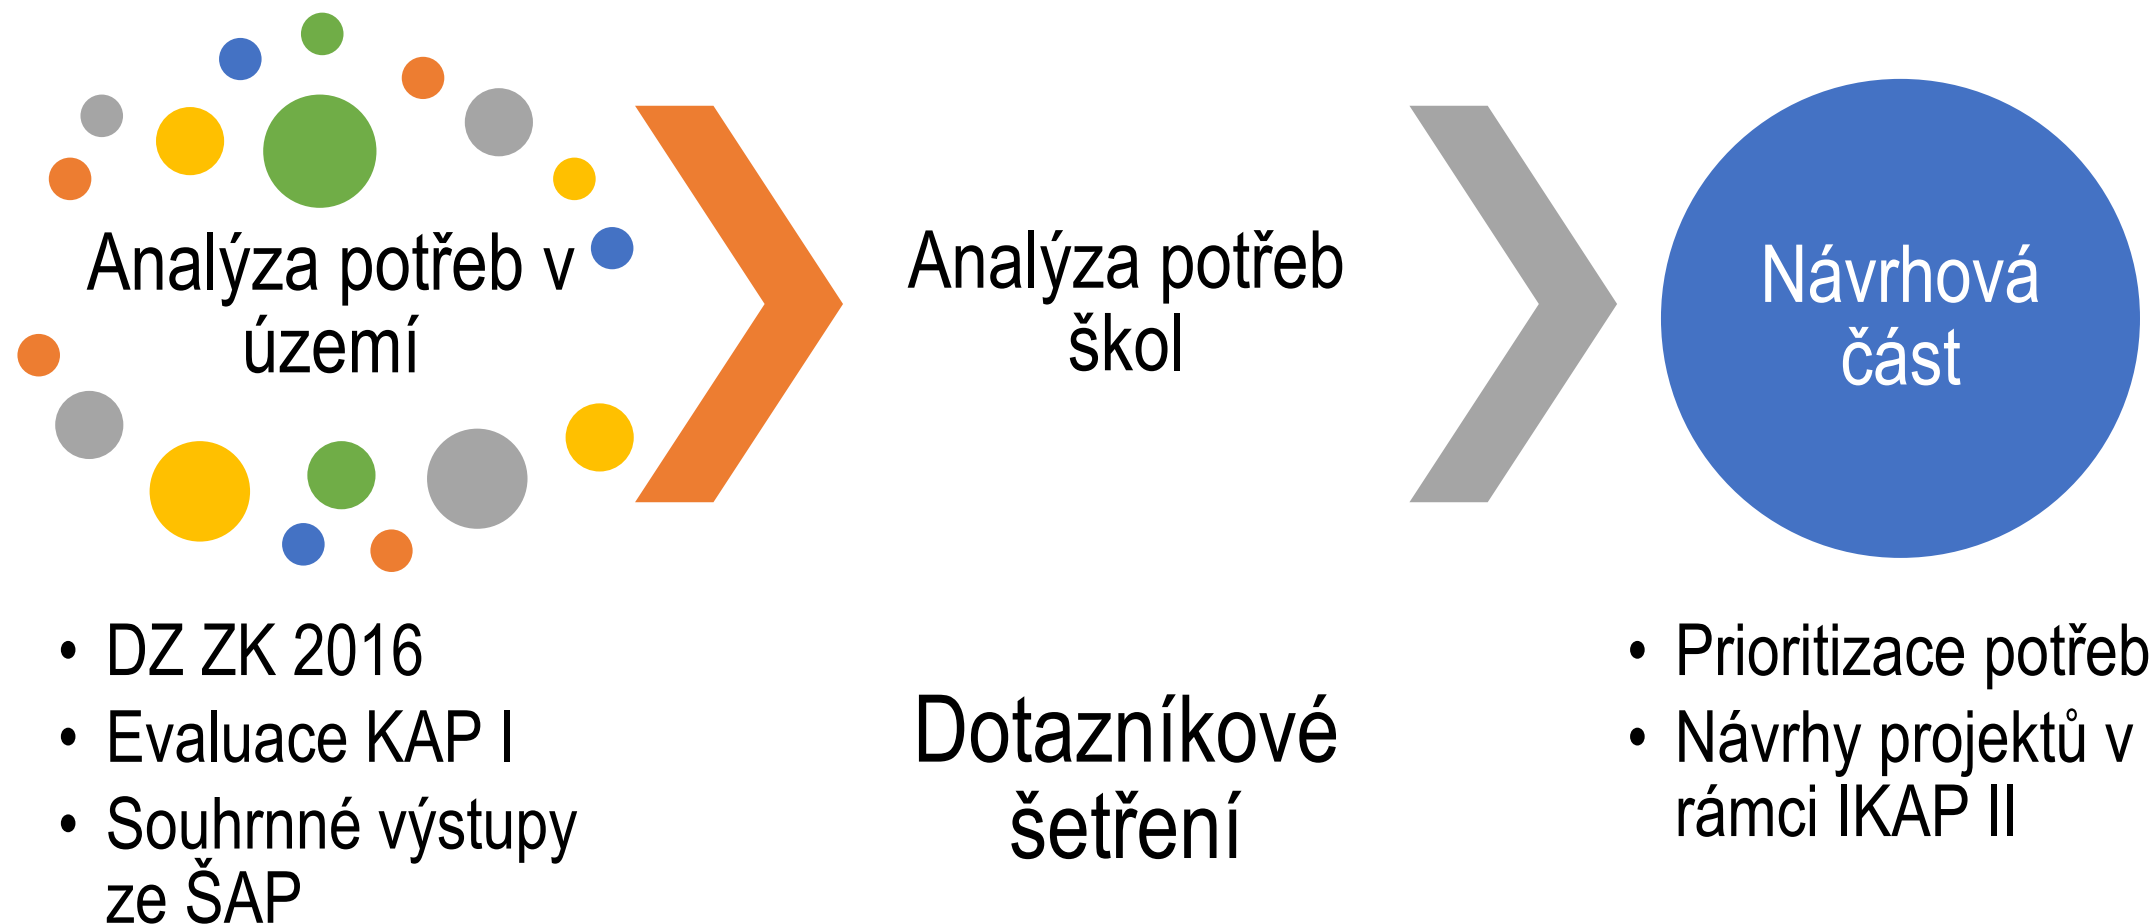 Analýza potřeb v
území
Analýza potřeb
škol
Návrhová
část
• DZ ZK 2016
• Evaluace KAP I
• Souhrnné výstupy
ze ŠAP
Dotazníkové
šetření
• Prioritizace potřeb
• Návrhy projektů v
rámci IKAP II